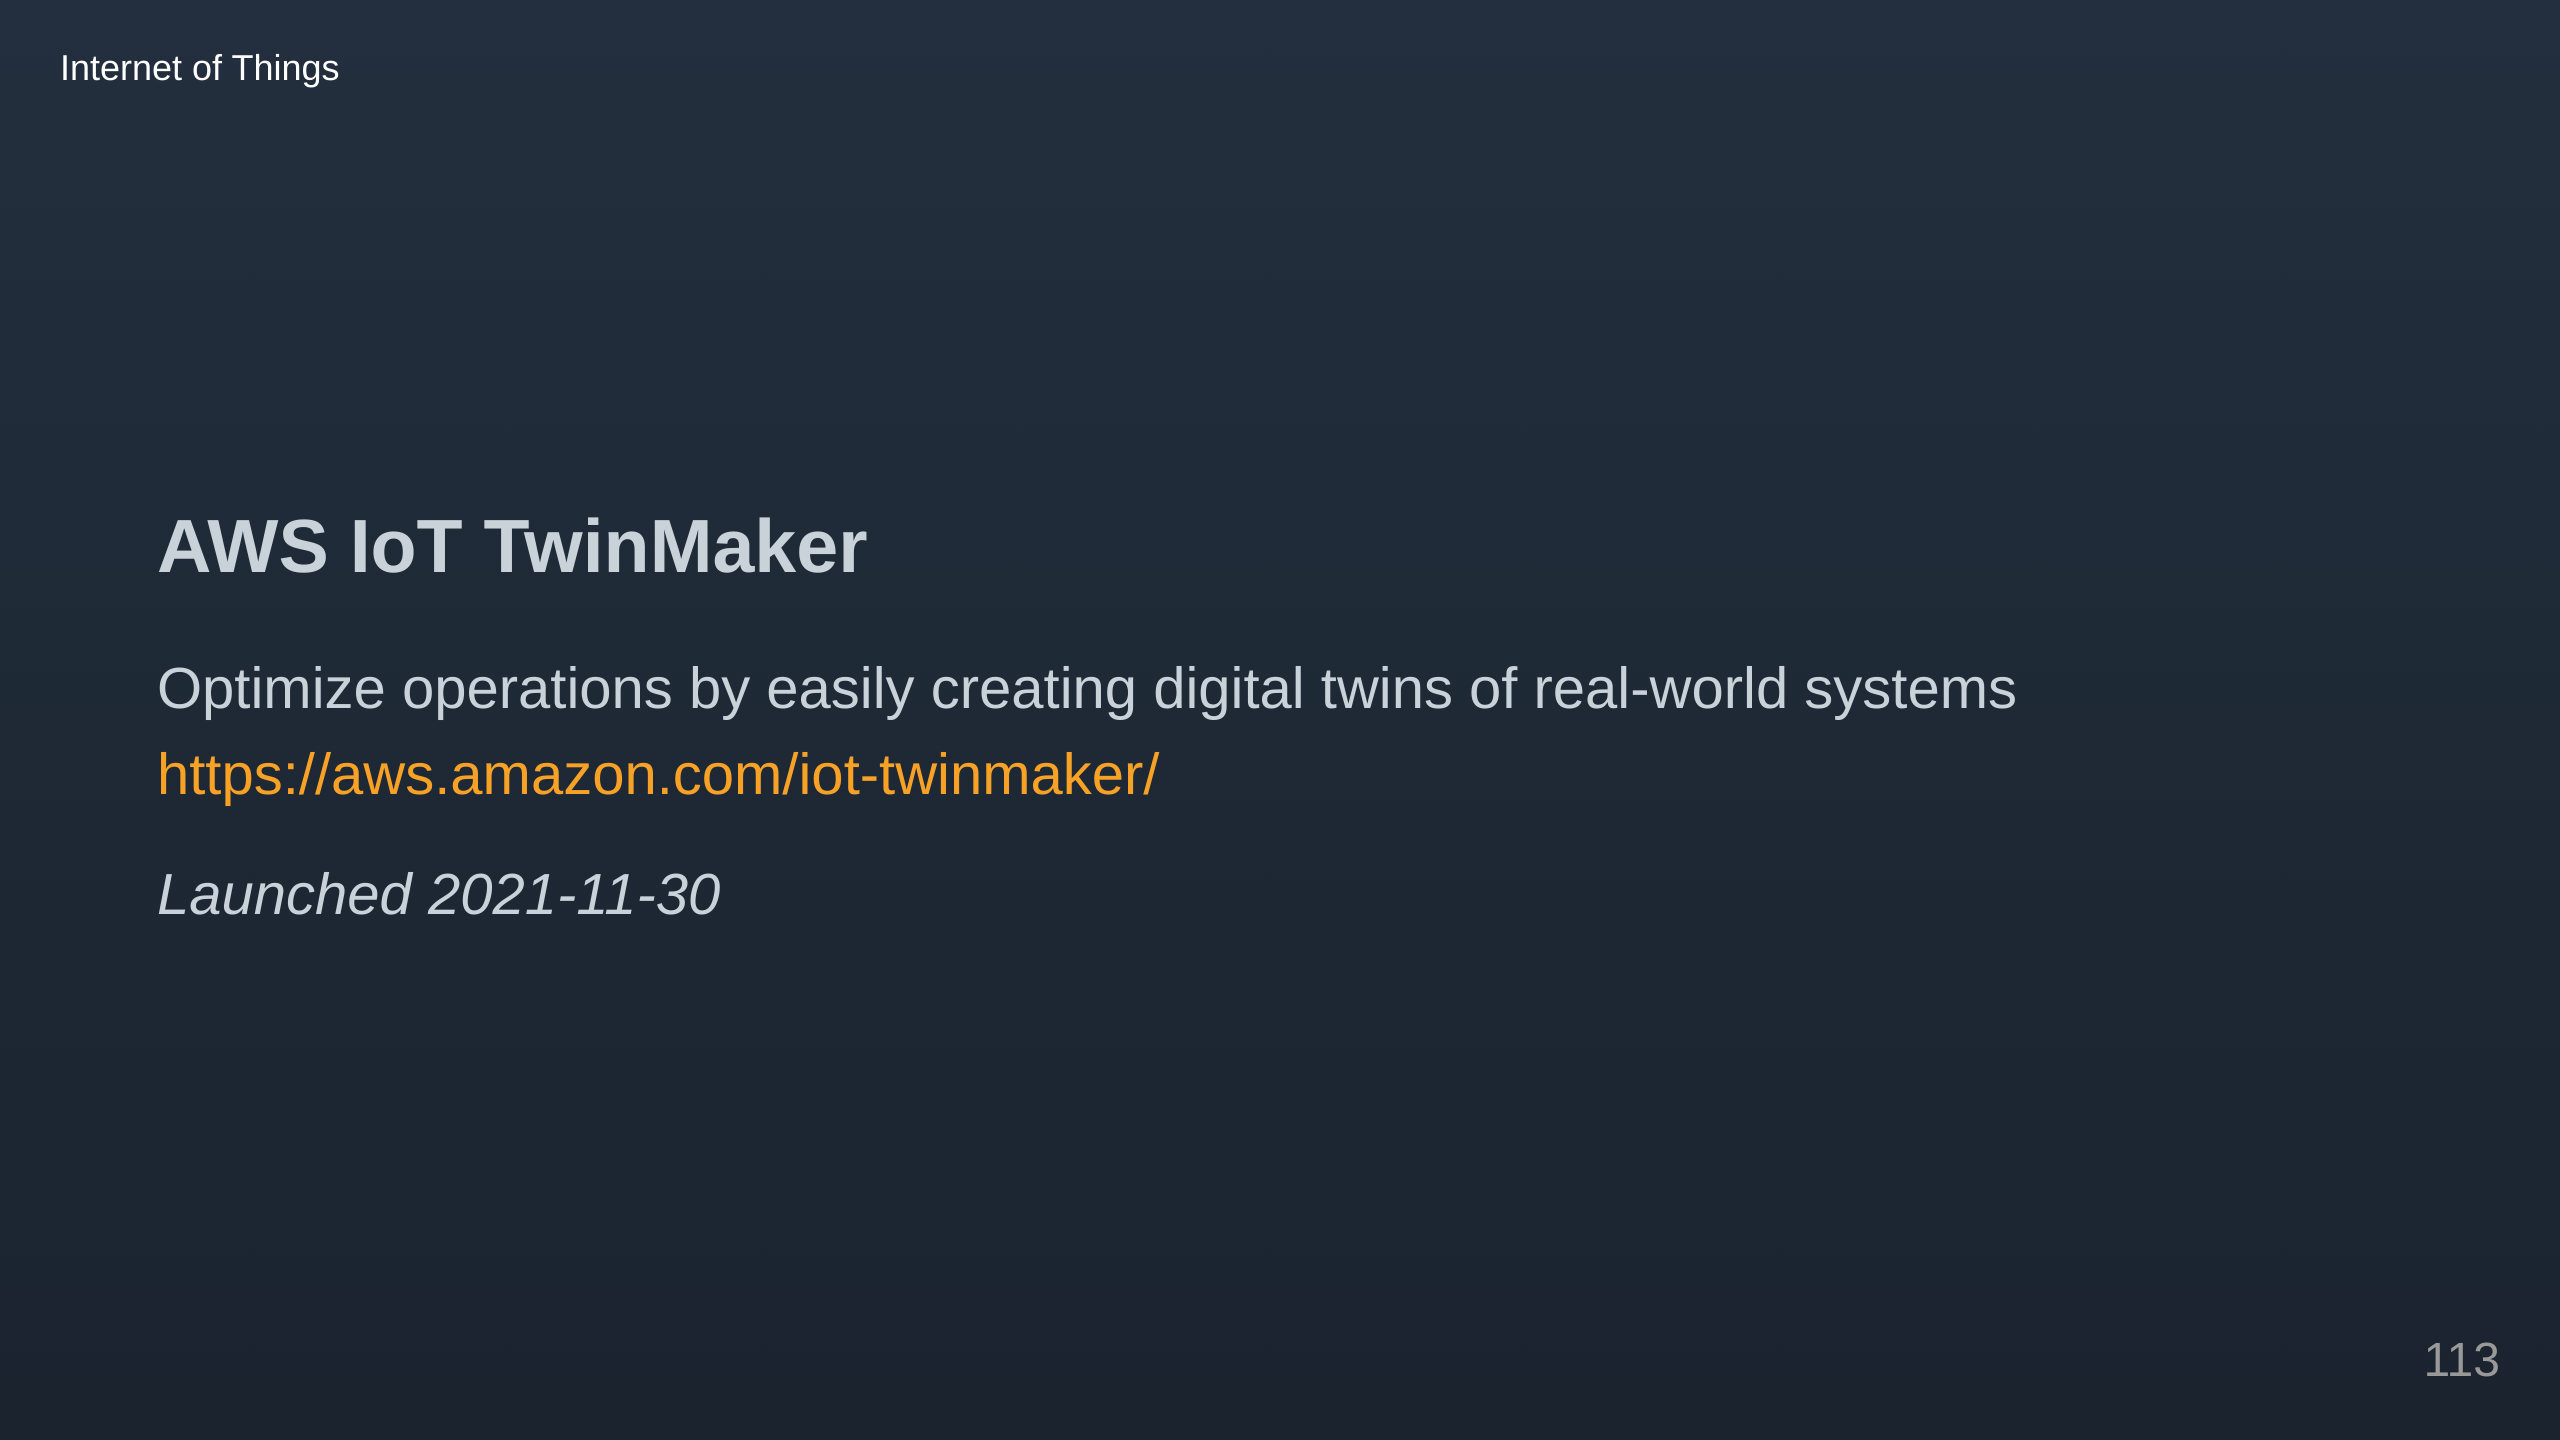 Internet of Things
AWS IoT TwinMaker
Optimize operations by easily creating digital twins of real-world systems
https://aws.amazon.com/iot-twinmaker/
Launched 2021-11-30
113